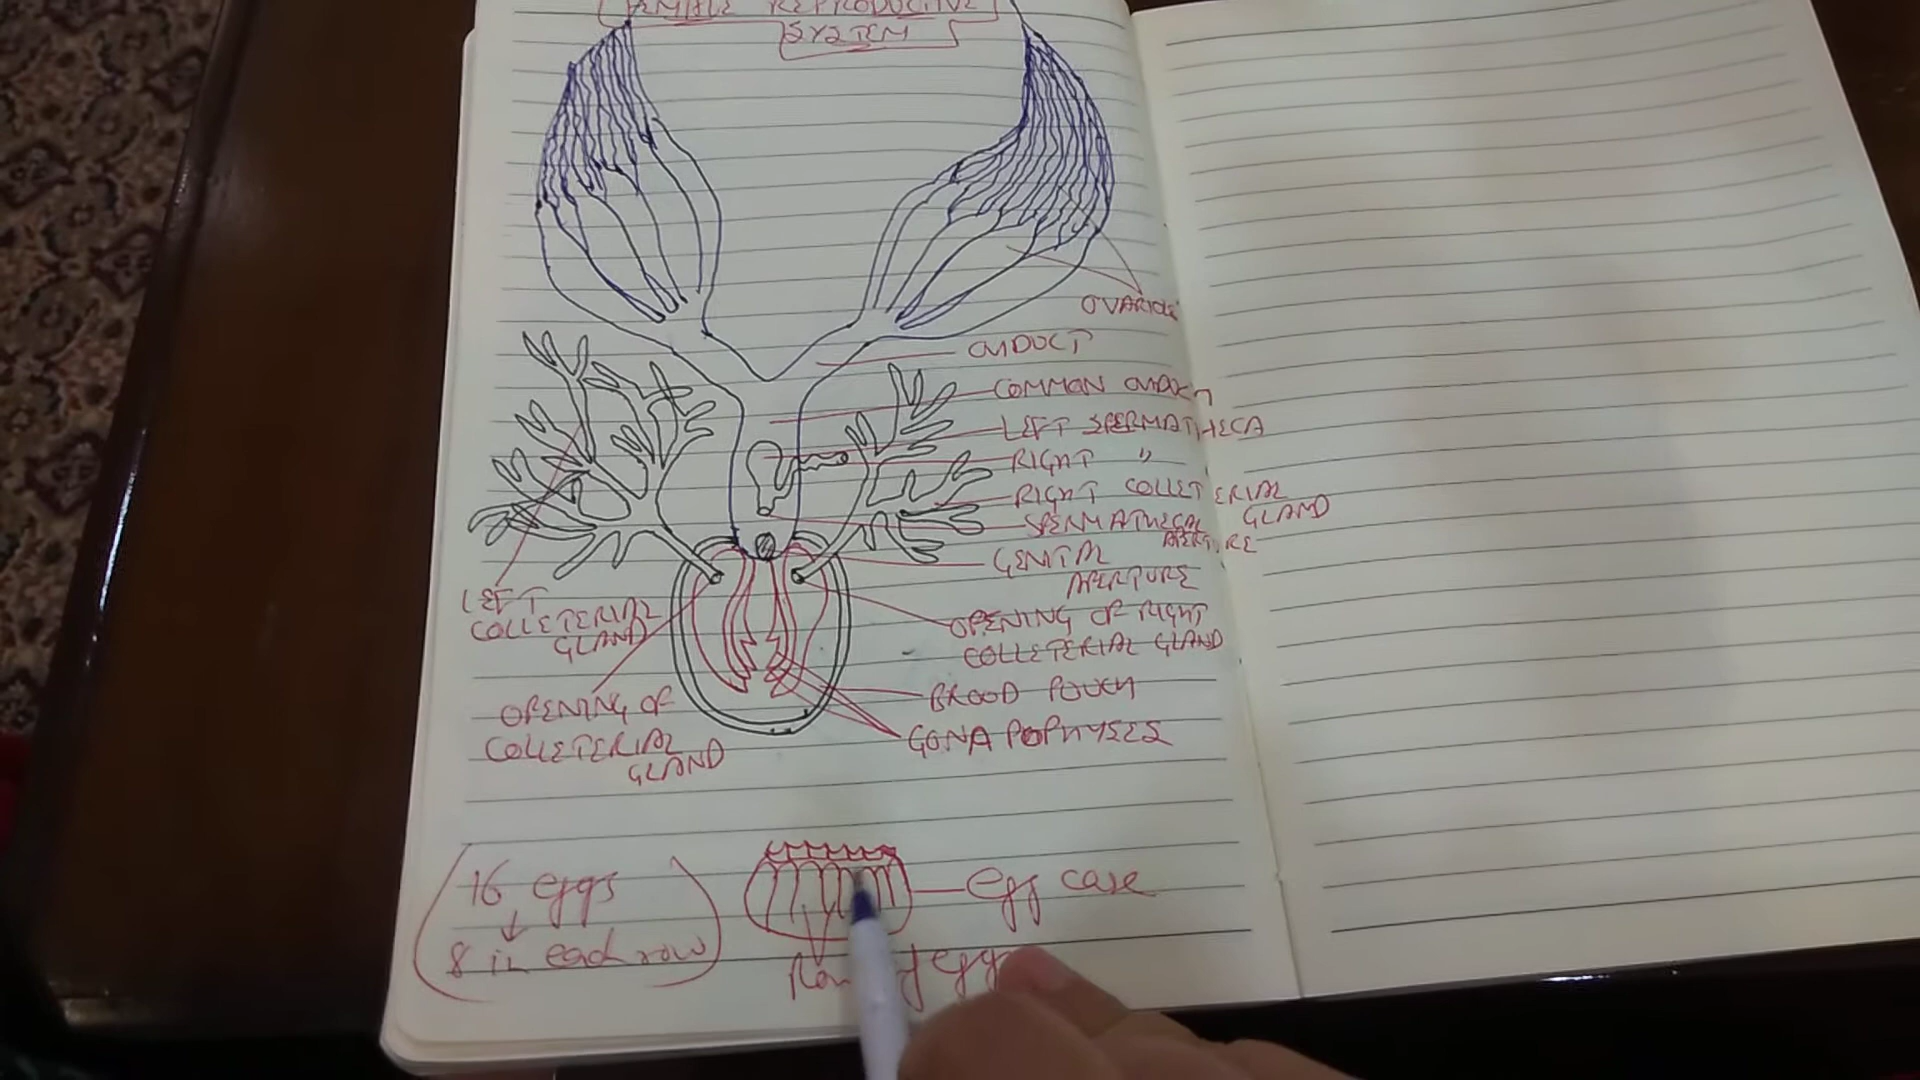 FEMALE REPRODUCTIVE
SYSTEM
OVARIOLE
OVIDUCT
COMMON OVIDUCT
LEFT SPERMATHECA
RIGHT "
RIGHT COLLETERIAL
GLAND
SPERMATHECAL
APERTURE
GENITAL
APERTURE
OPENING OF RIGHT
COLLETERIAL GLAND
BROOD POUCH
GONAPOPHYSES
LEFT
COLLETERIAL
GLAND
OPENING OF
COLLETERIAL
GLAND
16 eggs
↓
8 in each row
egg case